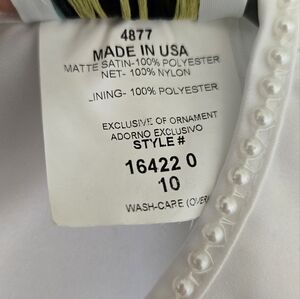 4877
MADE IN USA
MATTE SATIN-100% POLYESTER
NET- 100% NYLON
LINING- 100% POLYESTER
EXCLUSIVE OF ORNAMENT
ADORNO EXCLUSIVO
STYLE #
16422 0
10
WASH-CARE (OVER)